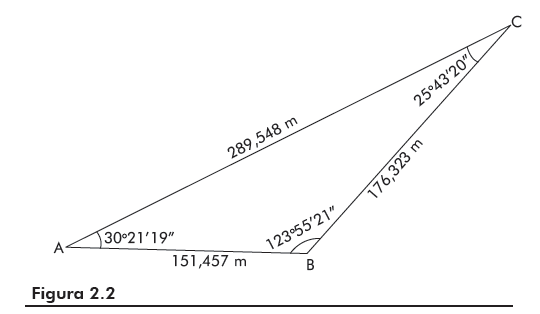 C
25°43'20"
289,548 m
176,323 m
A
30°21'19"
123°55'21"
151,457 m
B
Figura 2.2